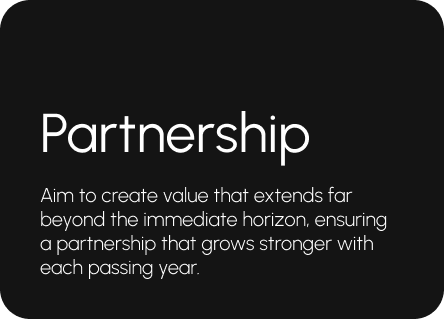 Partnership
Aim to create value that extends far
beyond the immediate horizon, ensuring
a partnership that grows stronger with
each passing year.